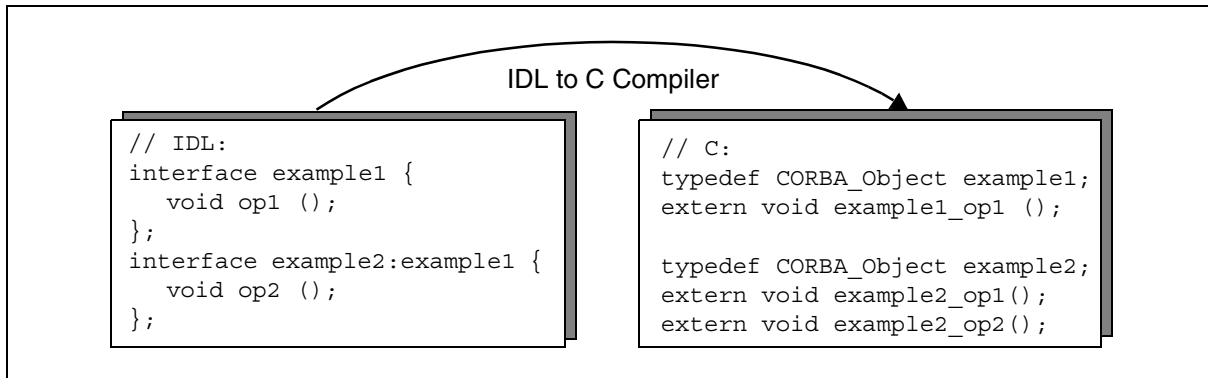 IDL to C Compiler
// IDL:
interface example1 {
void op1 ();
};
interface example2:example1 {
void op2 ();
};
// C:
typedef CORBA_Object example1;
extern void example1_op1 ();
typedef CORBA_Object example2;
extern void example2_op1();
extern void example2_op2();